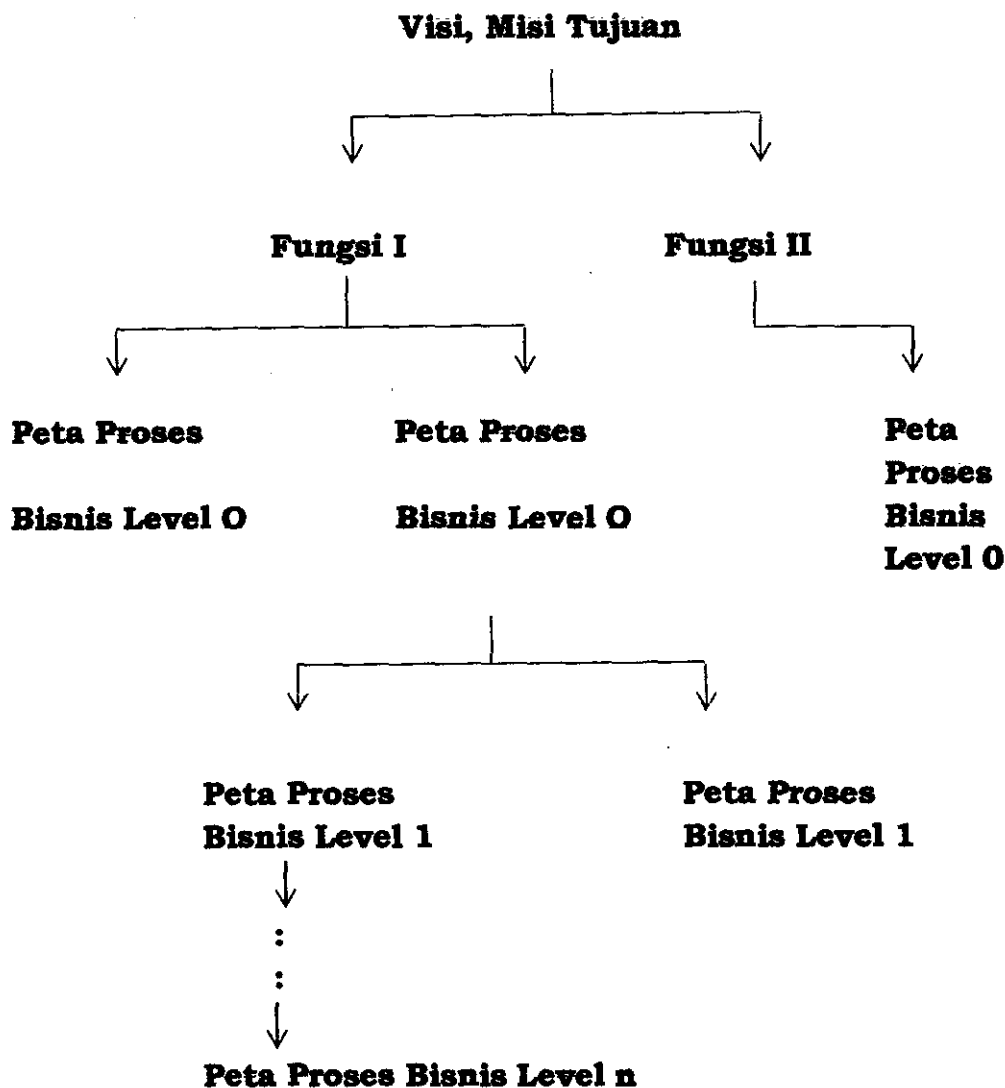 Visi, Misi Tujuan
Fungsi I
Fungsi II
Peta Proses
Bisnis Level O
Peta Proses
Bisnis Level O
Peta
Proses
Bisnis
Level 0
Peta Proses
Bisnis Level 1
Peta Proses
Bisnis Level 1
:
:
Peta Proses Bisnis Level n